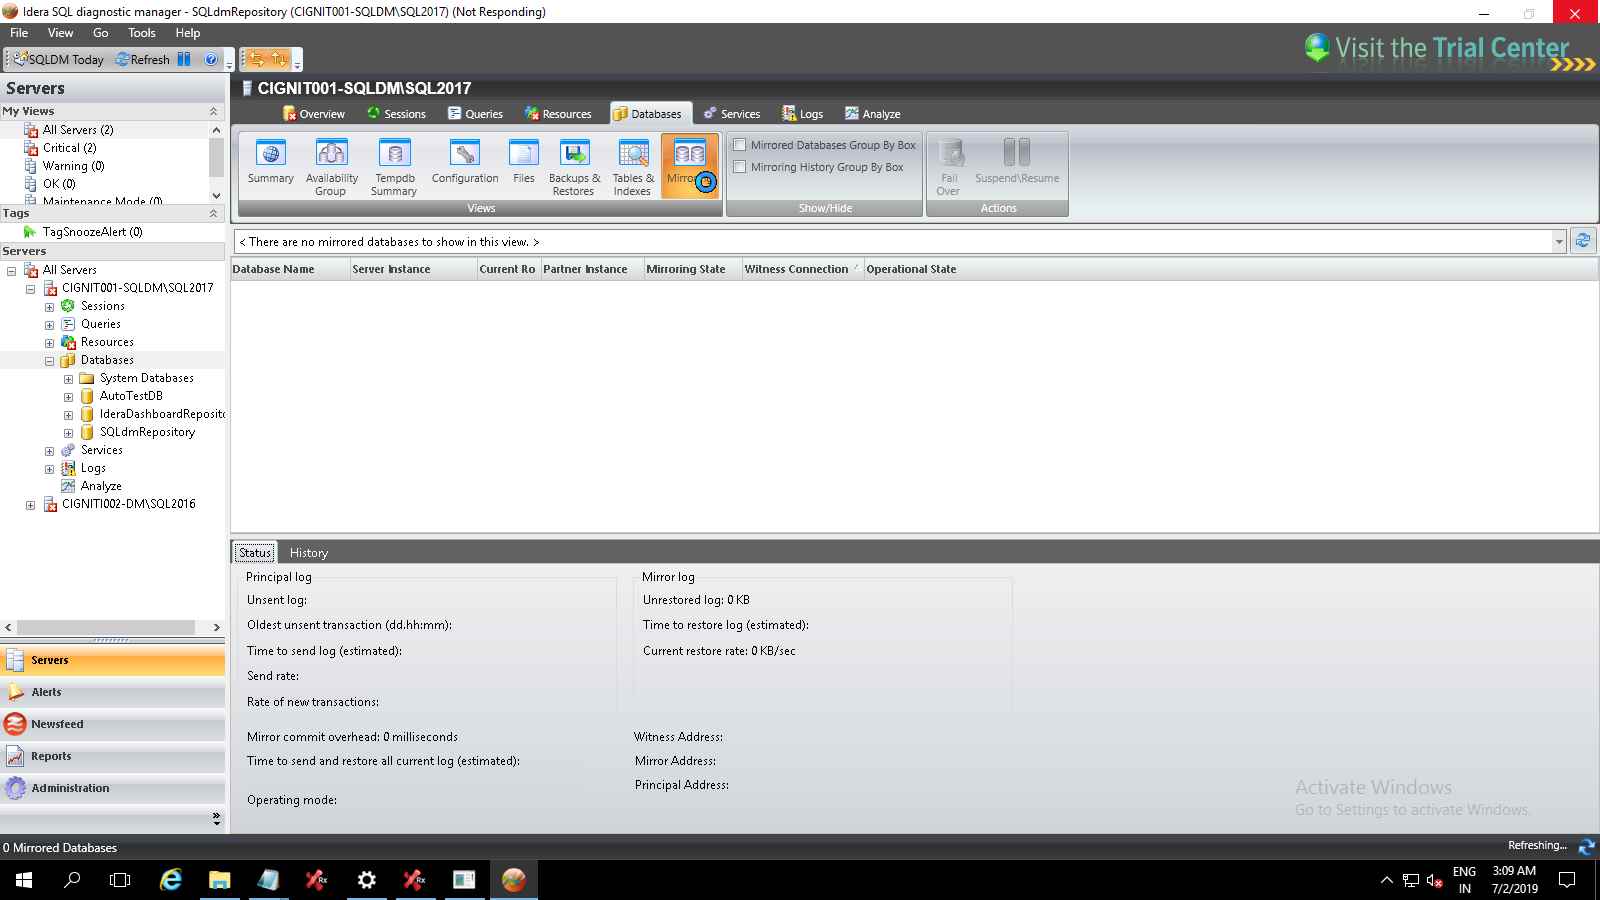 Idera SQL diagnostic manager - SQLdmRepository (CIGNIT001-SQLDM\SQL2017) (Not Responding)
File View Go Tools Help
SQLDM Today Refresh
Visit the Trial Center
Servers
My Views
All Servers (2)
Critical (2)
Warning (0)
OK (0)
Maintenance Mode (0)
Tags
TagSnoozeAlert (0)
Servers
All Servers
CIGNIT001-SQLDM\SQL2017
Sessions
Queries
Resources
Databases
System Databases
AutoTestDB
IderaDashboardReposito
SQLdmRepository
Services
Logs
Analyze
CIGNITI002-DM\SQL2016
Servers
Alerts
Newsfeed
Reports
Administration
CIGNIT001-SQLDM\SQL2017
Overview Sessions Queries Resources Databases Services Logs Analyze
Summary
Availability Group
Tempdb Summary
Configuration
Files
Backups & Restores
Tables & Indexes
Views
Mirrored Databases Group By Box
Mirroring History Group By Box
Show/Hide
Fail Over
Suspend\Resume
Actions
< There are no mirrored databases to show in this view. >
Database Name Server Instance Current Ro Partner Instance Mirroring State Witness Connection Operational State
Status History
Principal log
Unsent log:
Oldest unsent transaction (dd.hh:mm):
Time to send log (estimated):
Send rate:
Rate of new transactions:
Mirror log
Unrestored log: 0 KB
Time to restore log (estimated):
Current restore rate: 0 KB/sec
Mirror commit overhead: 0 milliseconds
Time to send and restore all current log (estimated):
Operating mode:
Witness Address:
Mirror Address:
Principal Address:
Activate Windows
Go to Settings to activate Windows.
0 Mirrored Databases
Refreshing...
ENG
IN
3:09 AM
7/2/2019